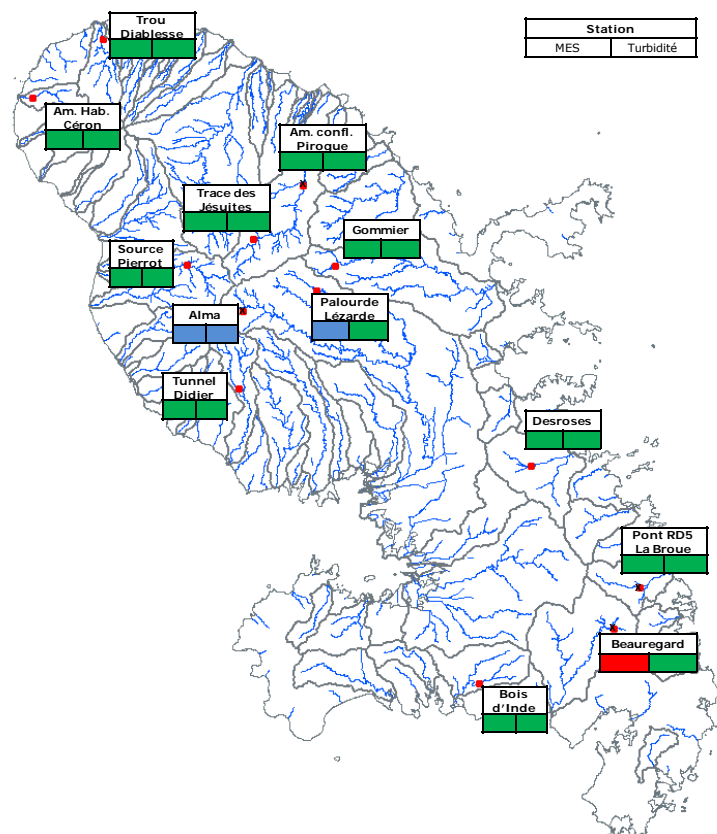 Trou
Diablesse
Station
MES Turbidité
Am. Hab.
Céron
Am. confl.
Pirogue
Trace des
Jésuites
Gommier
Source
Pierrot
Palourde
Lézarde
Alma
Tunnel
Didier
Desroses
Pont RD5
La Broue
Beauregard
Bois
d'Inde